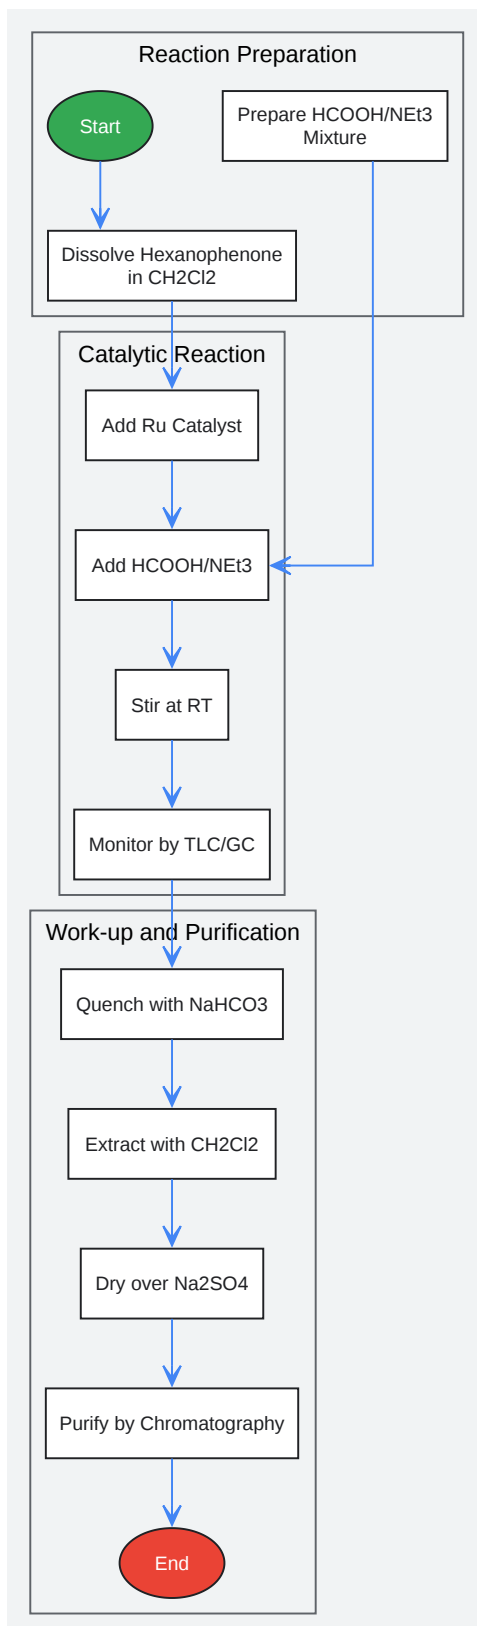 Reaction Preparation
Start
Prepare HCOOH/NEt3
Mixture
Dissolve Hexanophenone
in CH2Cl2
Catalytic Reaction
Add Ru Catalyst
Add HCOOH/NEt3
Stir at RT
Monitor by TLC/GC
Work-up and Purification
Quench with NaHCO3
Extract with CH2Cl2
Dry over Na2SO4
Purify by Chromatography
End